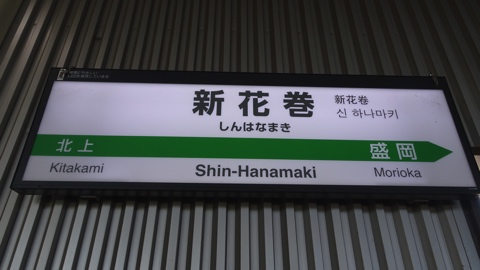 新花巻
新花巻
신 하나마키
しんはなまき
北上
盛岡
Kitakami
Shin-Hanamaki
Morioka